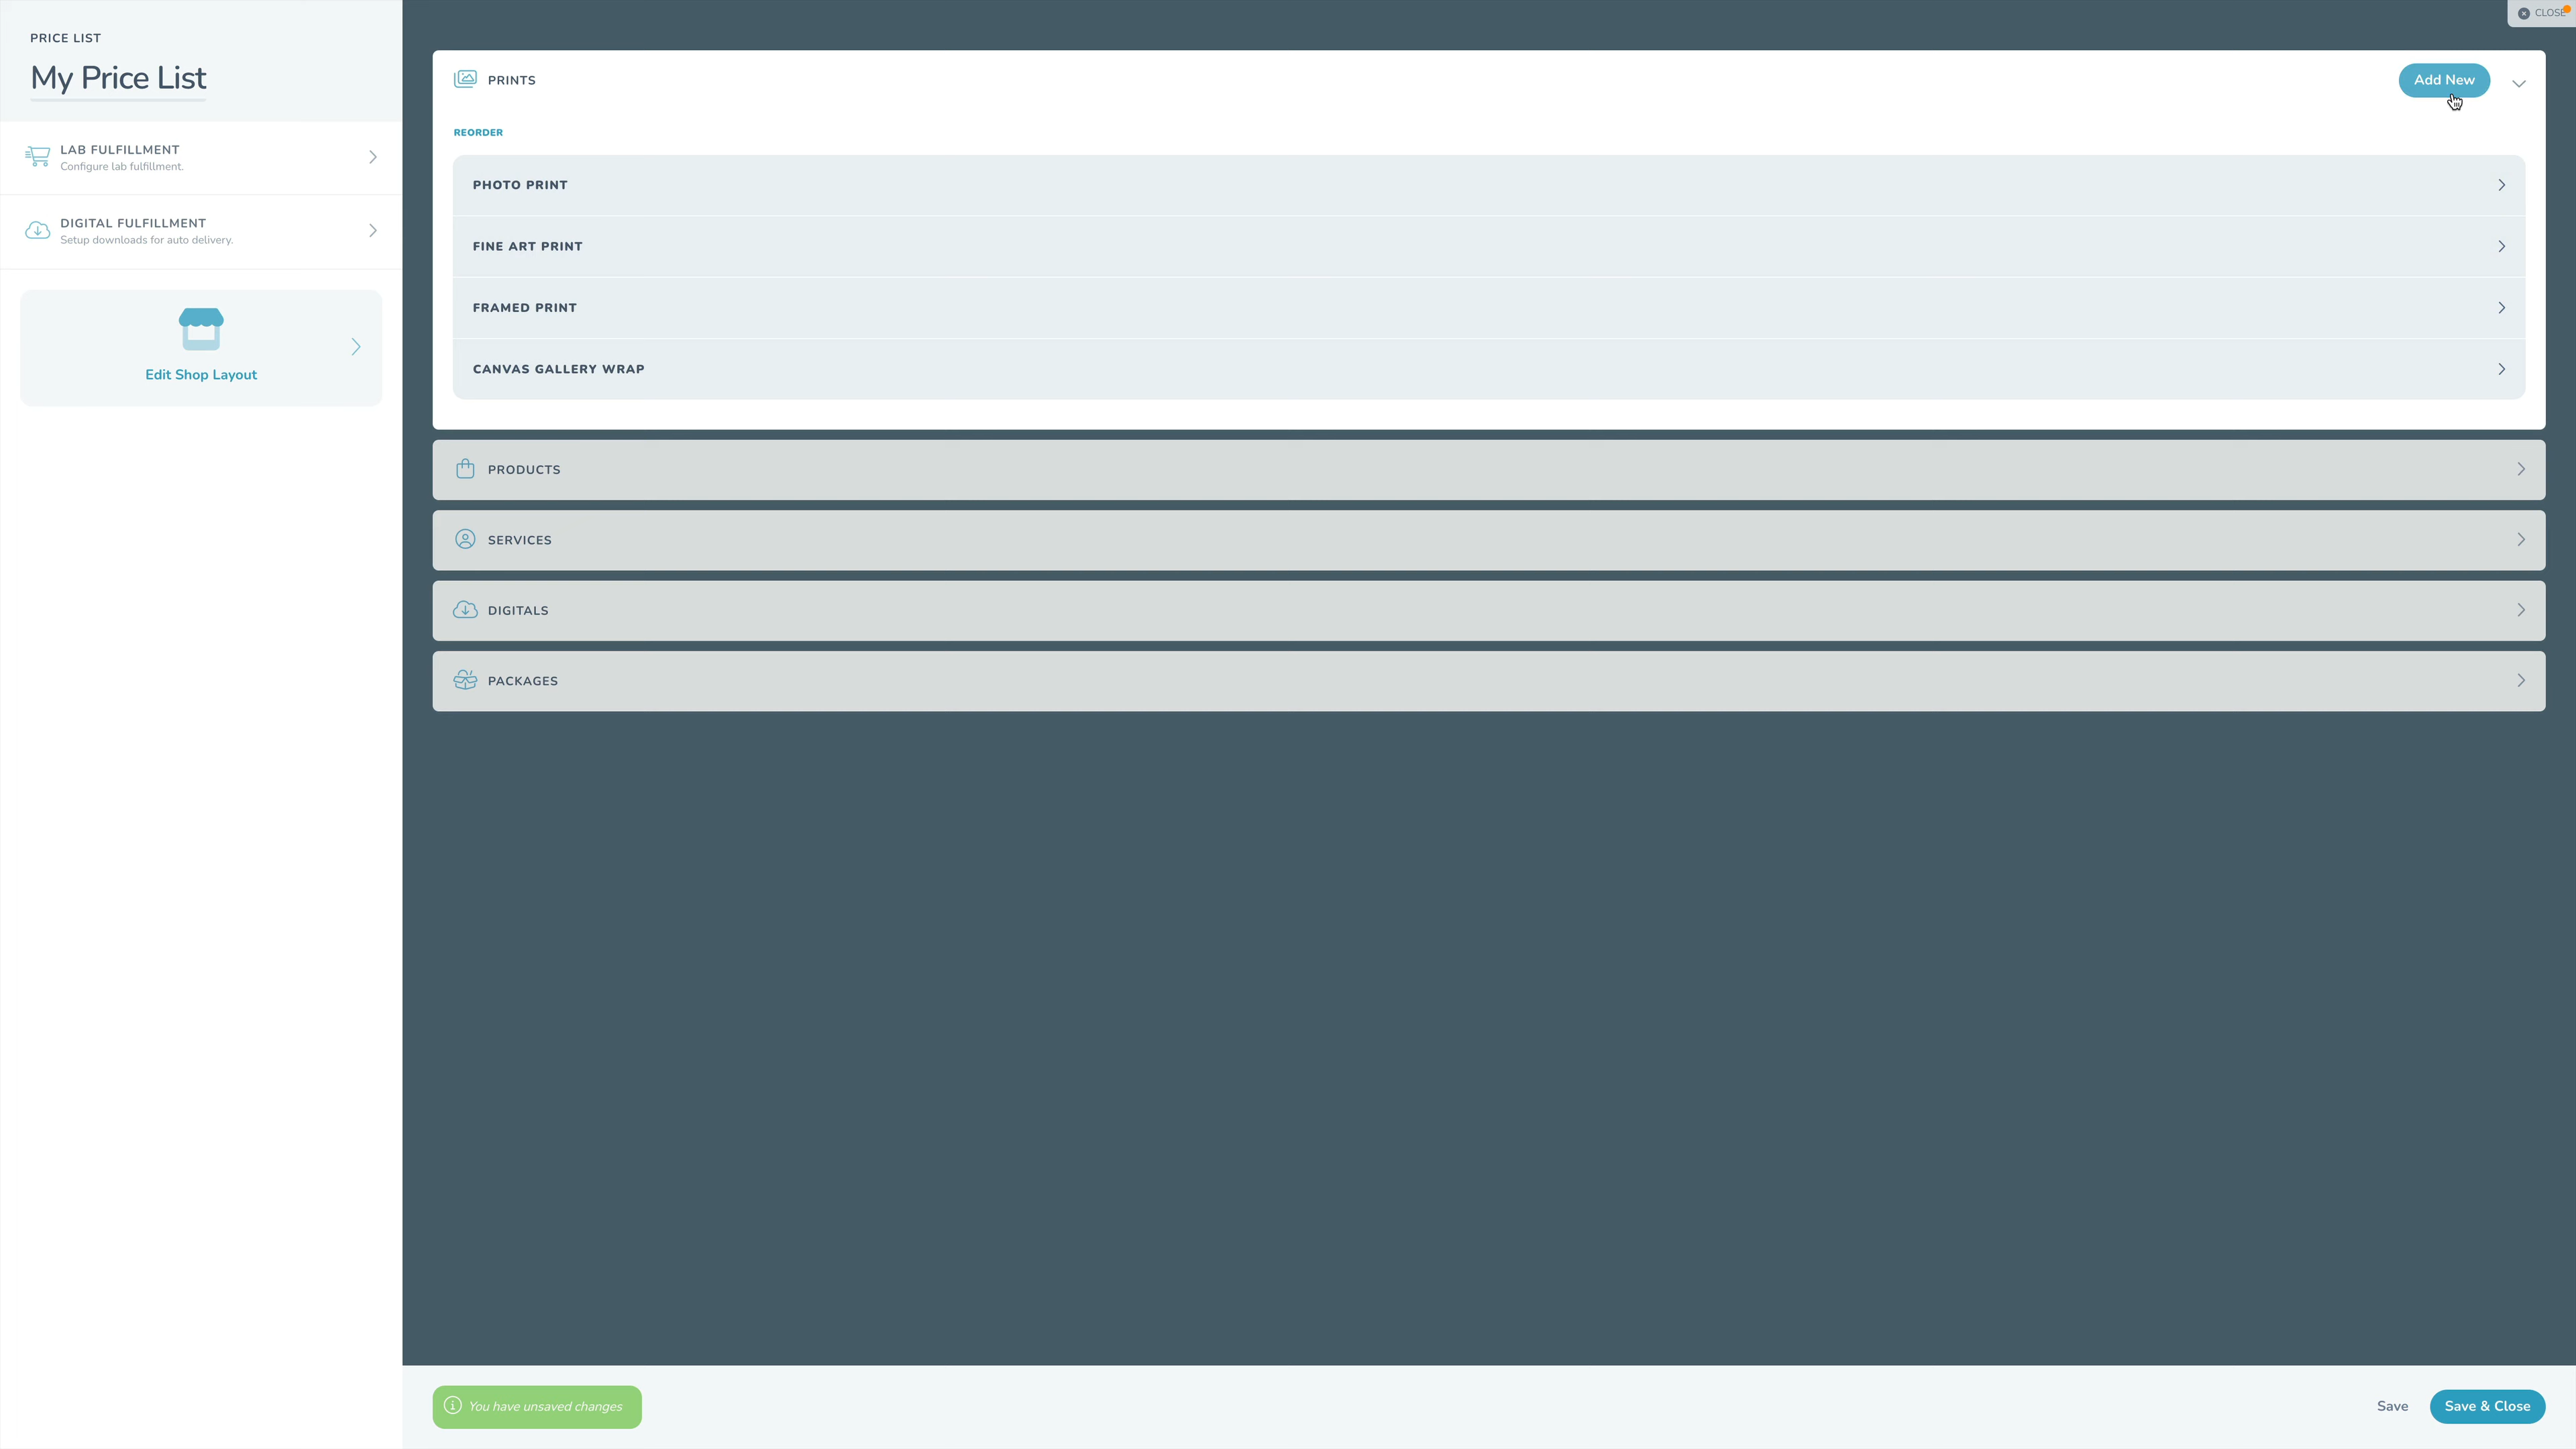 PRICE LIST
My Price List
LAB FULFILLMENT
Configure lab fulfillment.
DIGITAL FULFILLMENT
Setup downloads for auto delivery.
Edit Shop Layout
CLOSE
PRINTS
Add New
REORDER
PHOTO PRINT
FINE ART PRINT
FRAMED PRINT
CANVAS GALLERY WRAP
PRODUCTS
SERVICES
DIGITALS
PACKAGES
You have unsaved changes
Save
Save & Close